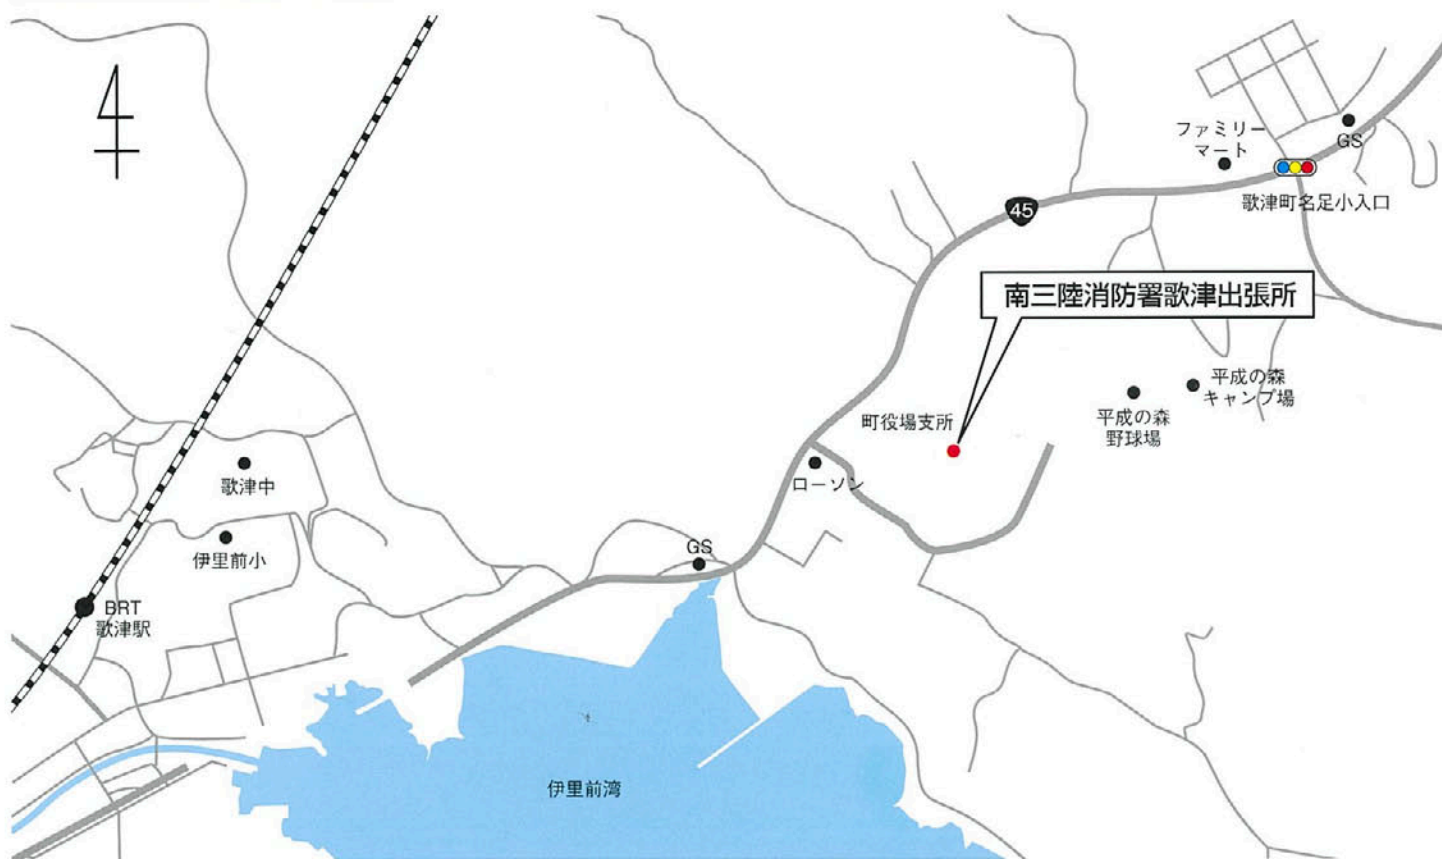 ファミリー
マート
GS
歌津町名足小入口
45
南三陸消防署歌津出張所
平成の森
キャンプ場
平成の森
野球場
町役場支所
ローソン
歌津中
伊里前小
GS
BRT
歌津駅
伊里前湾